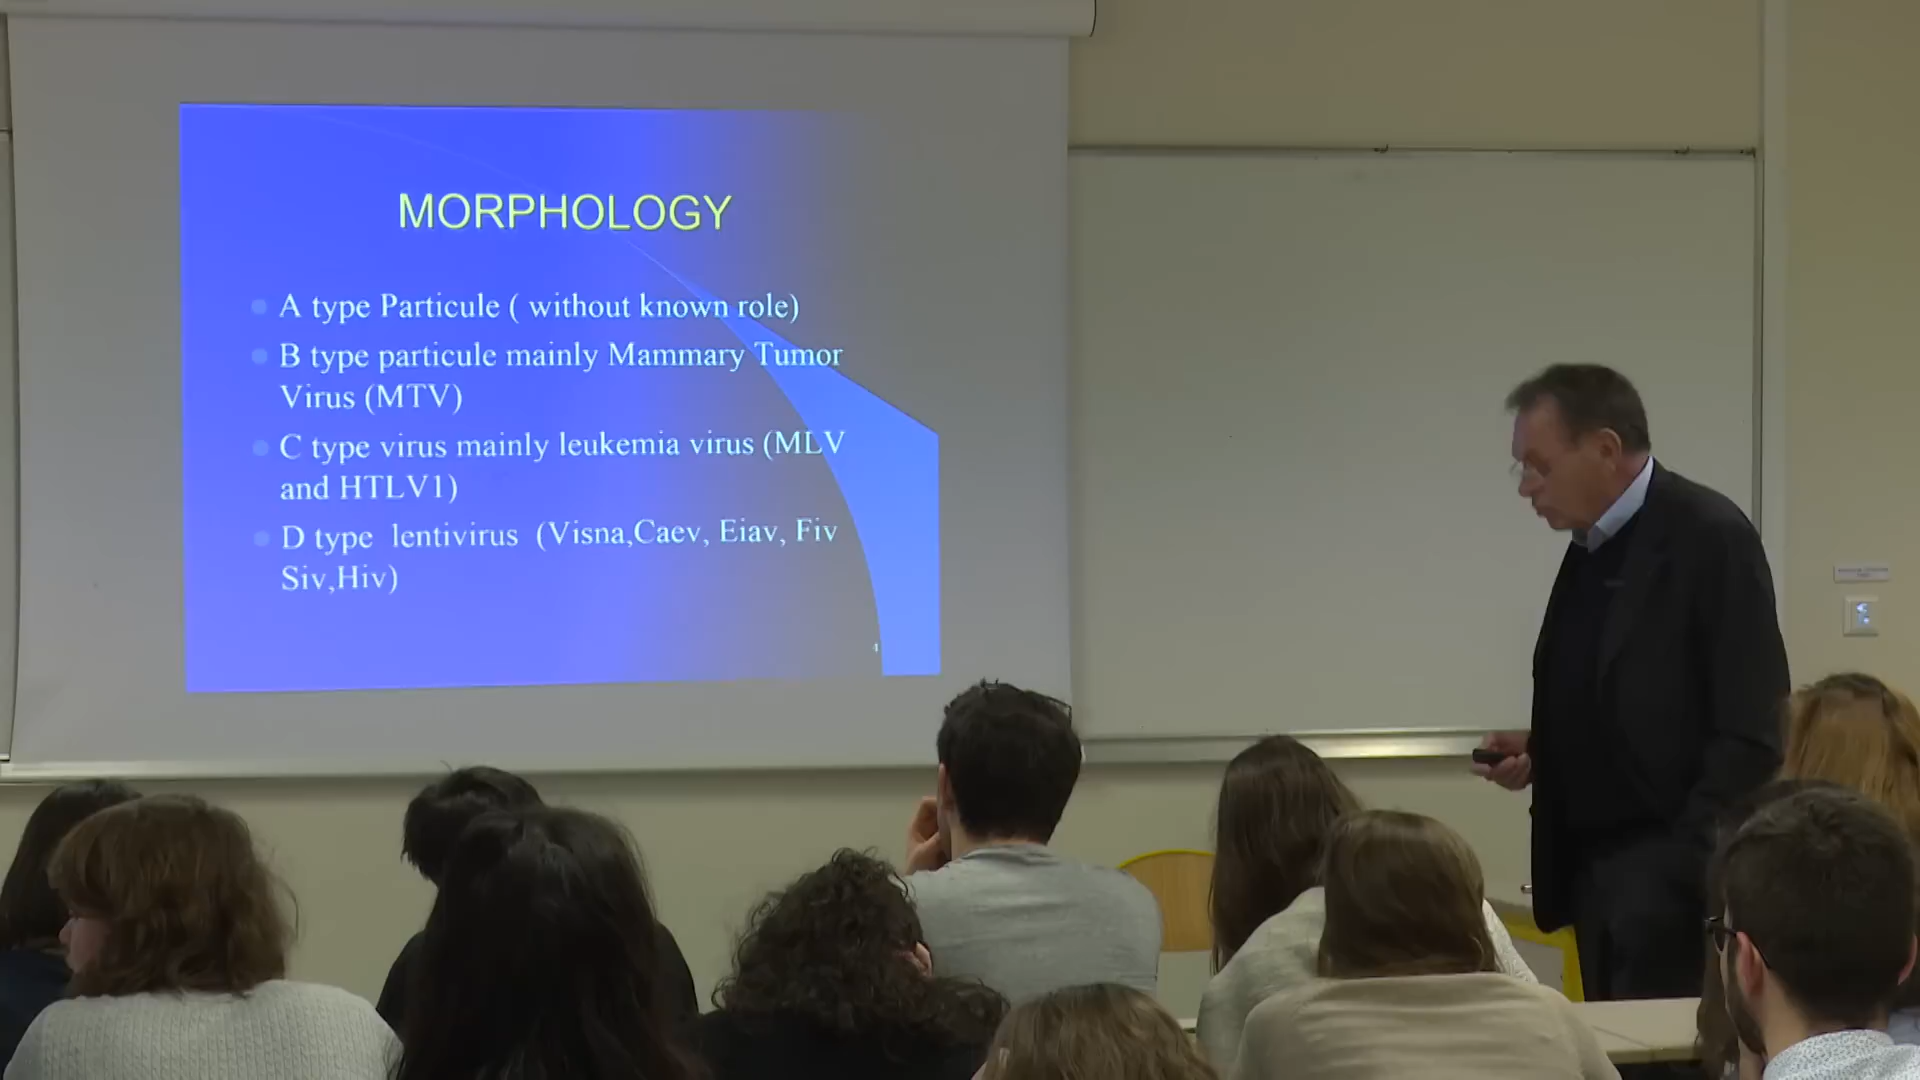 MORPHOLOGY
A type Particule ( without known role)
B type particule mainly Mammary Tumor
Virus (MTV)
C type virus mainly leukemia virus (MLV
and HTLV1)
D type lentivirus (Visna,Caev, Eiav, Fiv
Siv,Hiv)
4